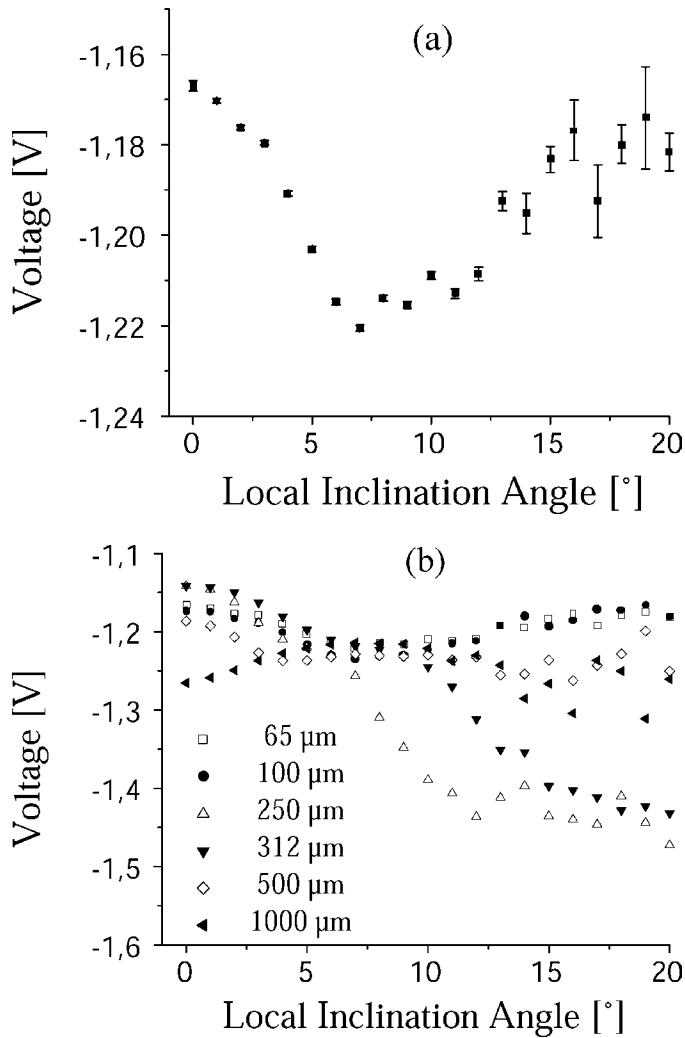 (a)
Voltage [V]
-1,16
-1,18
-1,20
-1,22
-1,24
0 5 10 15 20
Local Inclination Angle [°]
(b)
Voltage [V]
-1,1
-1,2
-1,3
-1,4
-1,5
-1,6
65 µm
100 µm
250 µm
312 µm
500 µm
1000 µm
0 5 10 15 20
Local Inclination Angle [°]